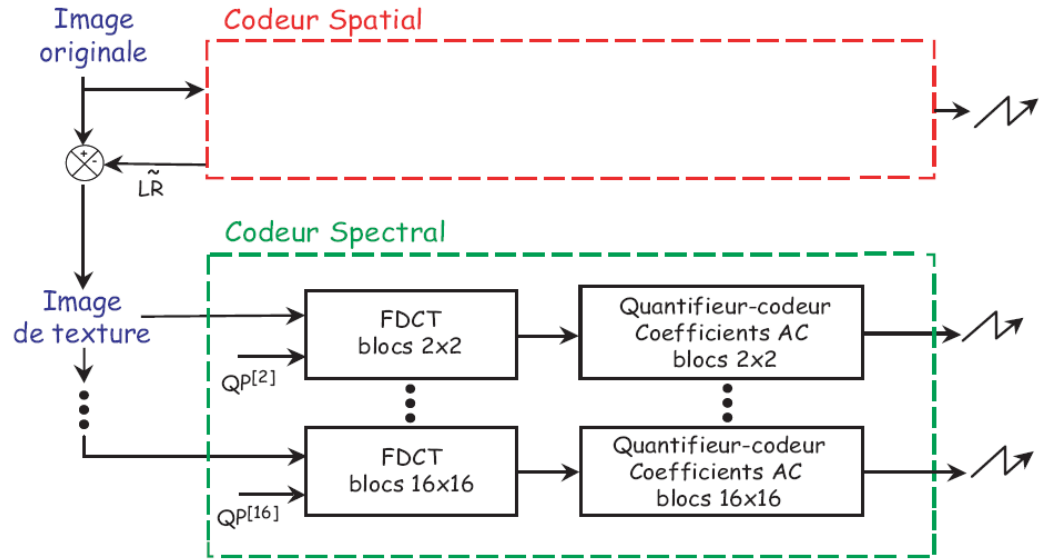 Image
originale
Codeur Spatial
+
-
L̃R
Codeur Spectral
Image
de texture
FDCT
blocs 2x2
Quantifieur-codeur
Coefficients AC
blocs 2x2
QP[2]
FDCT
blocs 16x16
Quantifieur-codeur
Coefficients AC
blocs 16x16
QP[16]